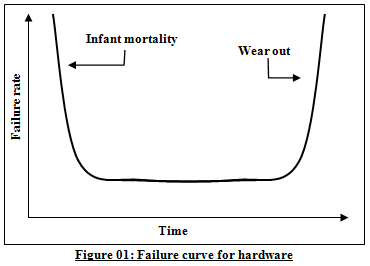 Infant mortality
Wear out
Failure rate
Time
Figure 01: Failure curve for hardware